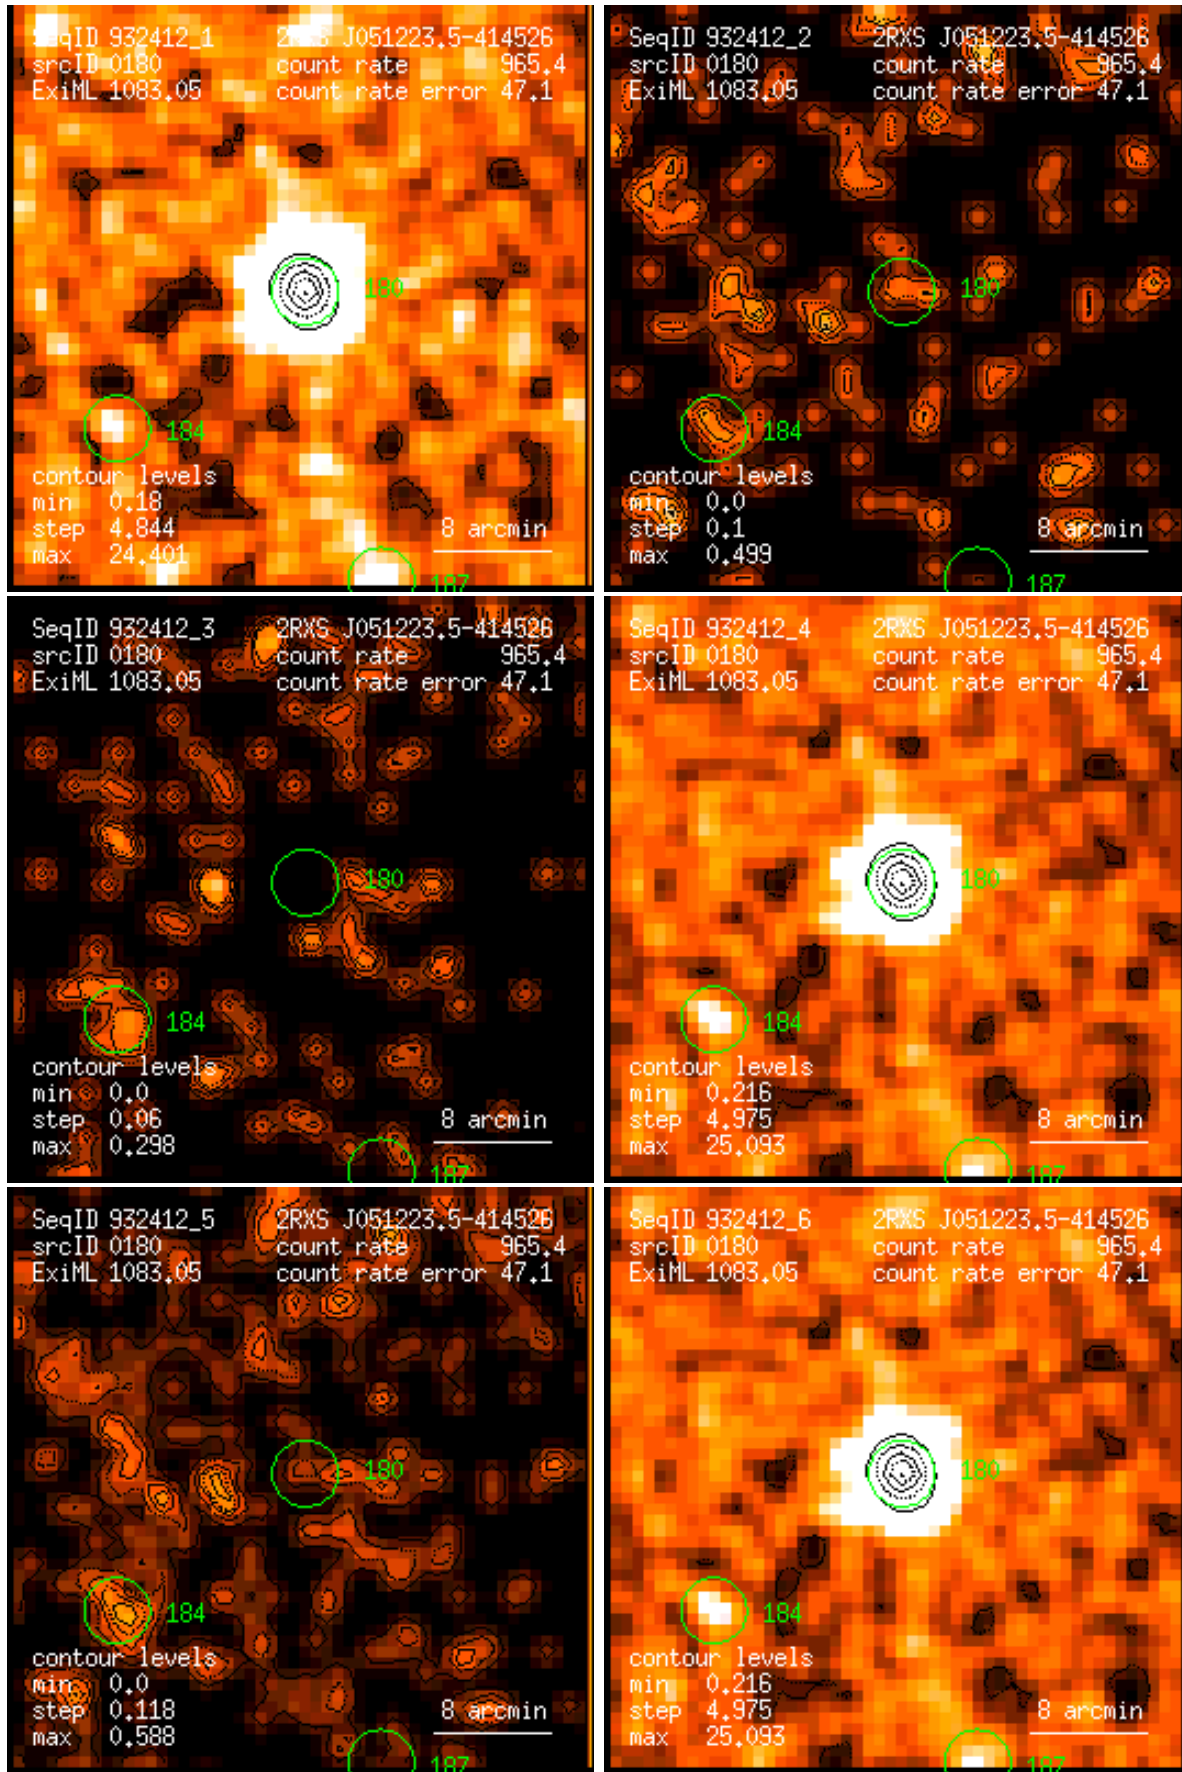 SeqID 932412_1 2RXS J051223.5-414526
srcID 0180 count rate 965.4
ExiML 1083.05 count rate error 47.1
180
184
contour levels
min 0.18
step 4.844 8 arcmin
max 24.401
187
SeqID 932412_2 2RXS J051223.5-414526
srcID 0180 count rate 965.4
ExiML 1083.05 count rate error 47.1
180
184
contour levels
min 0.0
step 0.1 8 arcmin
max 0.499
187
SeqID 932412_3 2RXS J051223.5-414526
srcID 0180 count rate 965.4
ExiML 1083.05 count rate error 47.1
180
184
contour levels
min 0.0
step 0.06 8 arcmin
max 0.298
187
SeqID 932412_4 2RXS J051223.5-414526
srcID 0180 count rate 965.4
ExiML 1083.05 count rate error 47.1
180
184
contour levels
min 0.216
step 4.975 8 arcmin
max 25.093
187
SeqID 932412_5 2RXS J051223.5-414526
srcID 0180 count rate 965.4
ExiML 1083.05 count rate error 47.1
180
184
contour levels
min 0.0
step 0.118 8 arcmin
max 0.588
187
SeqID 932412_6 2RXS J051223.5-414526
srcID 0180 count rate 965.4
ExiML 1083.05 count rate error 47.1
180
184
contour levels
min 0.216
step 4.975 8 arcmin
max 25.093
187